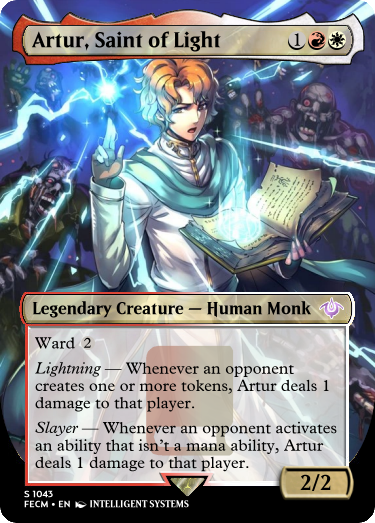 Artur, Saint of Light 1
Legendary Creature — Human Monk
Ward 2
Lightning — Whenever an opponent
creates one or more tokens, Artur deals 1
damage to that player.
Slayer — Whenever an opponent activates
an ability that isn't a mana ability, Artur
deals 1 damage to that player.
2/2
S 1043
FECM • EN INTELLIGENT SYSTEMS